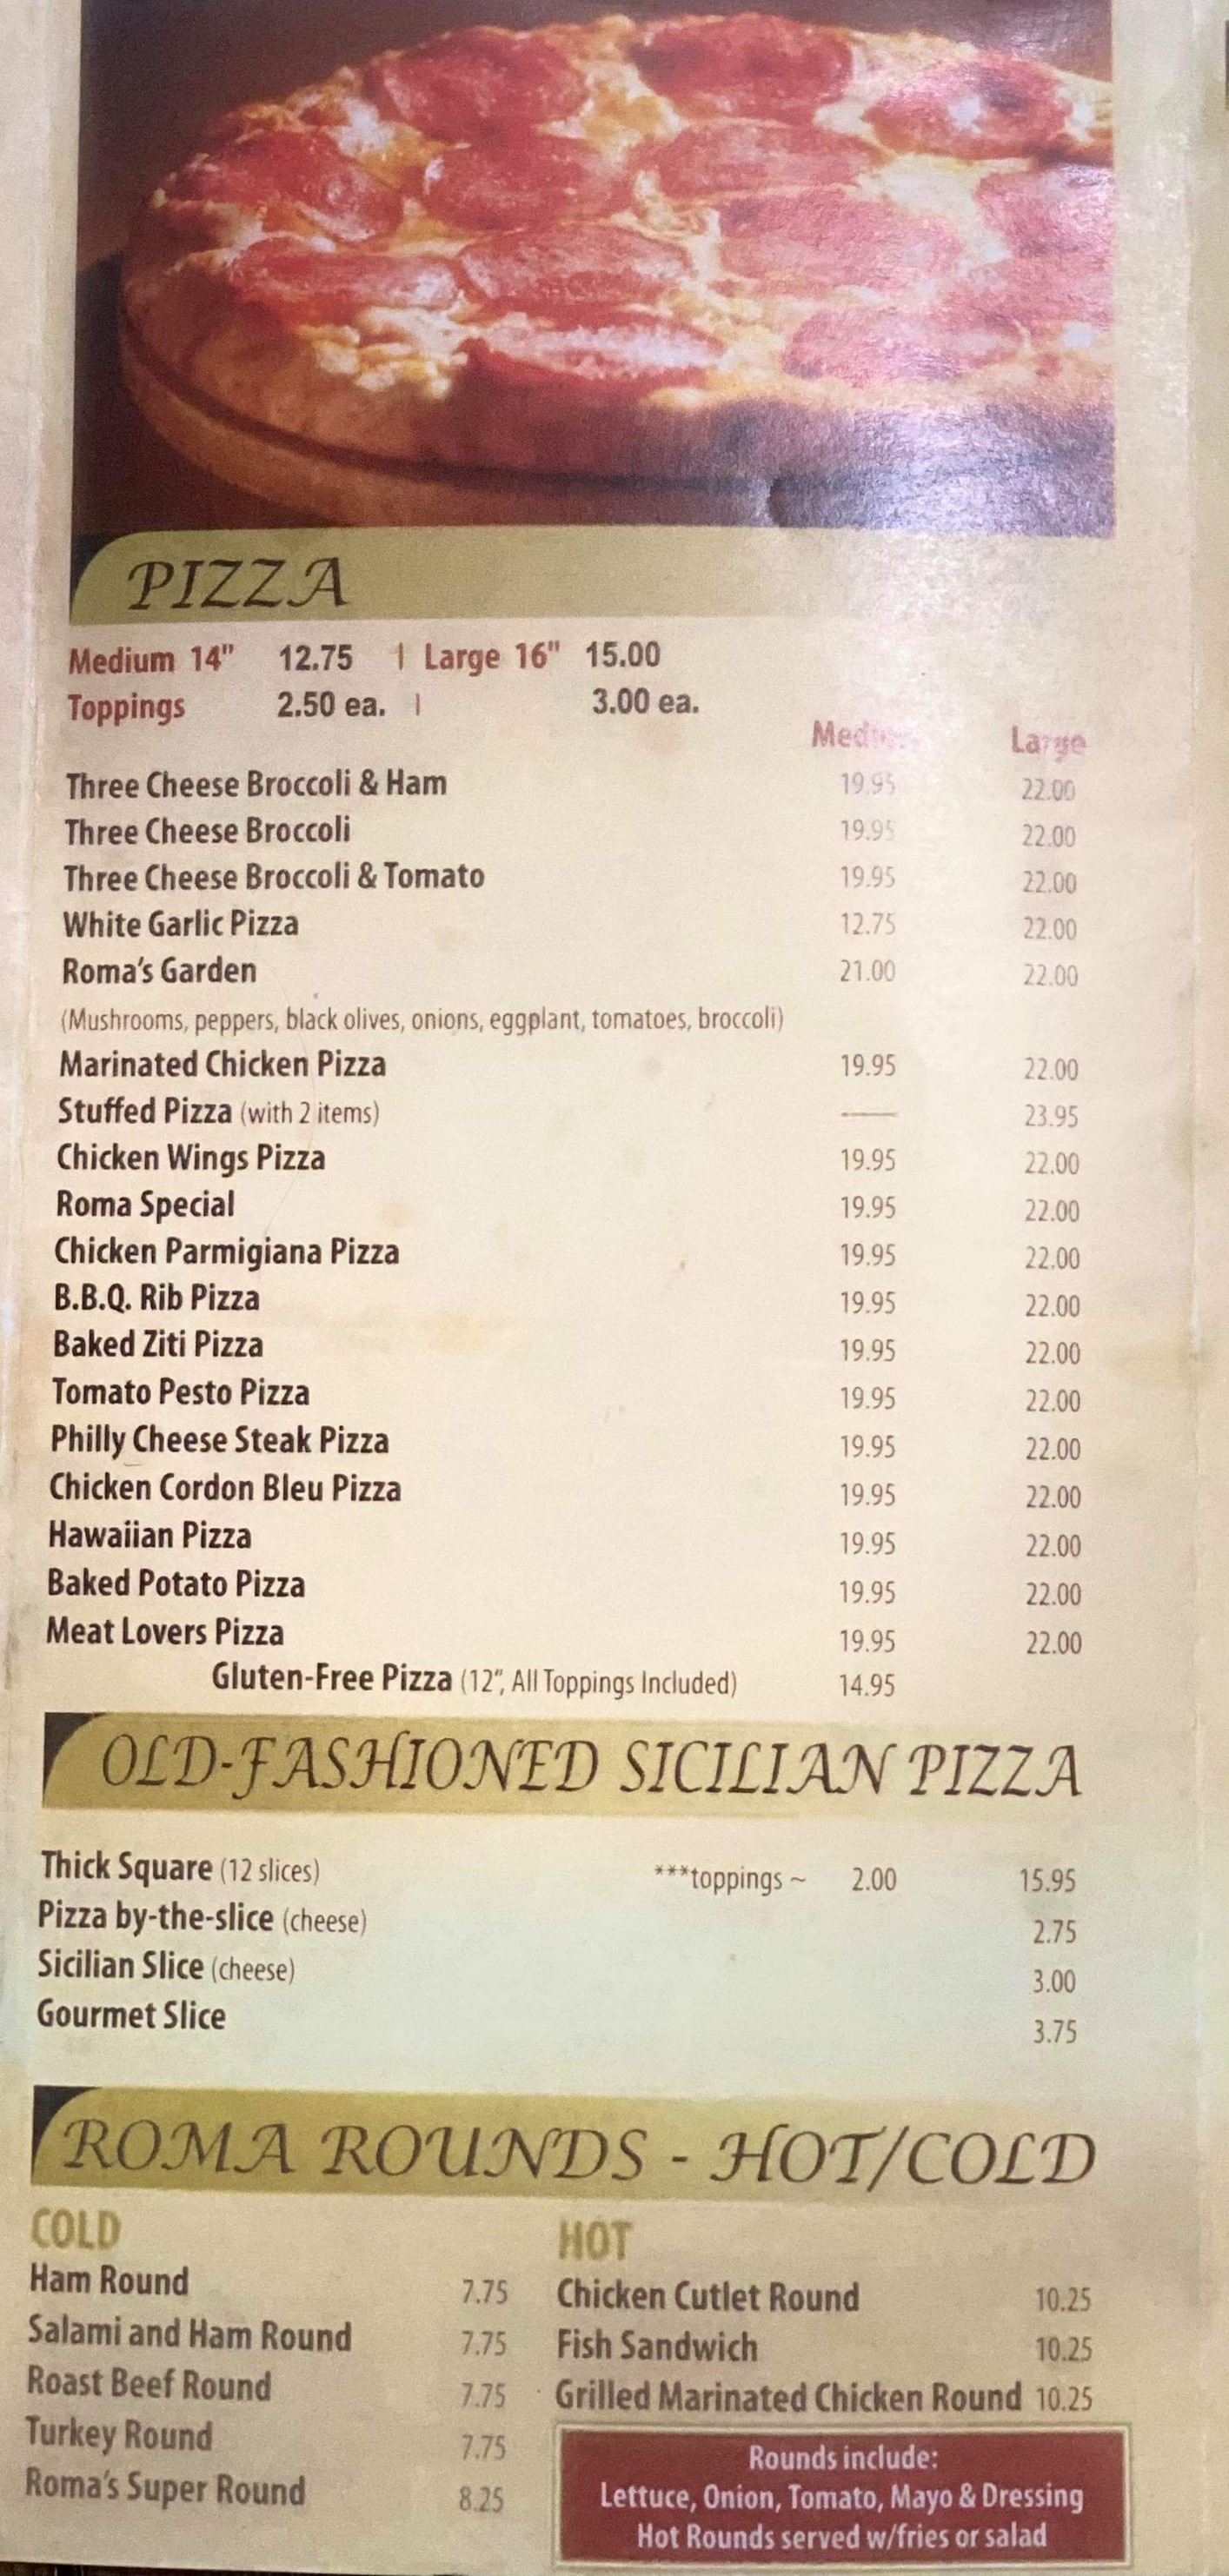 PIZZA
Medium 14" 12.75 | Large 16" 15.00
Toppings 2.50 ea. | 3.00 ea.
Large
Three Cheese Broccoli & Ham 19.95 22.00
Three Cheese Broccoli 19.95 22.00
Three Cheese Broccoli & Tomato 19.95 22.00
White Garlic Pizza 12.75 22.00
Roma's Garden 21.00 22.00
(Mushrooms, peppers, black olives, onions, eggplant, tomatoes, broccoli)
Marinated Chicken Pizza 19.95 22.00
Stuffed Pizza (with 2 items) —— 23.95
Chicken Wings Pizza 19.95 22.00
Roma Special 19.95 22.00
Chicken Parmigiana Pizza 19.95 22.00
B.B.Q. Rib Pizza 19.95 22.00
Baked Ziti Pizza 19.95 22.00
Tomato Pesto Pizza 19.95 22.00
Philly Cheese Steak Pizza 19.95 22.00
Chicken Cordon Bleu Pizza 19.95 22.00
Hawaiian Pizza 19.95 22.00
Baked Potato Pizza 19.95 22.00
Meat Lovers Pizza 19.95 22.00
Gluten-Free Pizza (12", All Toppings Included) 14.95
OLD-FASHIONED SICILIAN PIZZA
Thick Square (12 slices) ***toppings ~ 2.00 15.95
Pizza by-the-slice (cheese) 2.75
Sicilian Slice (cheese) 3.00
Gourmet Slice 3.75
ROMA ROUNDS - HOT/COLD
COLD
Ham Round 7.75
Salami and Ham Round 7.75
Roast Beef Round 7.75
Turkey Round 7.75
Roma's Super Round 8.25
HOT
Chicken Cutlet Round 10.25
Fish Sandwich 10.25
Grilled Marinated Chicken Round 10.25
Rounds include:
Lettuce, Onion, Tomato, Mayo & Dressing
Hot Rounds served w/fries or salad